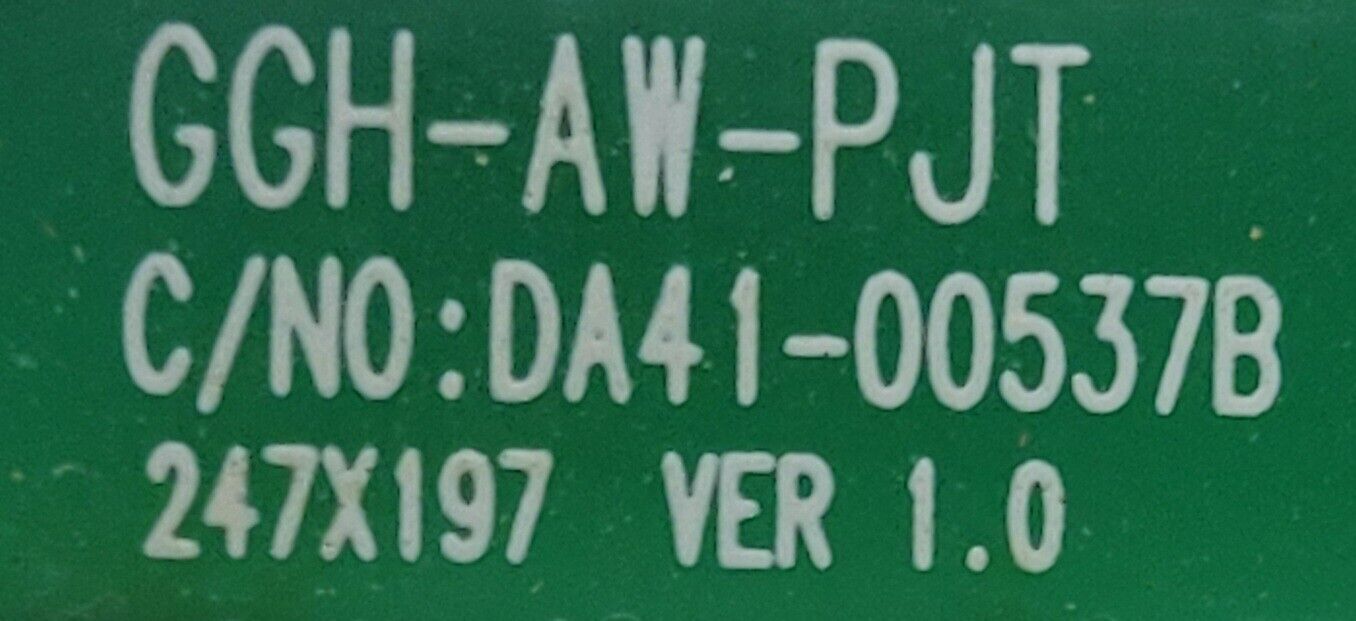 GGH-AW-PJT
C/NO:DA41-00537B
247X197 VER 1.0